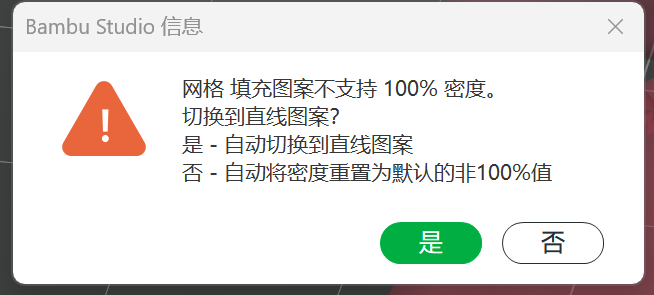 Bambu Studio 信息
网格 填充图案不支持 100% 密度。
切换到直线图案?
是 - 自动切换到直线图案
否 - 自动将密度重置为默认的非100%值
是
否